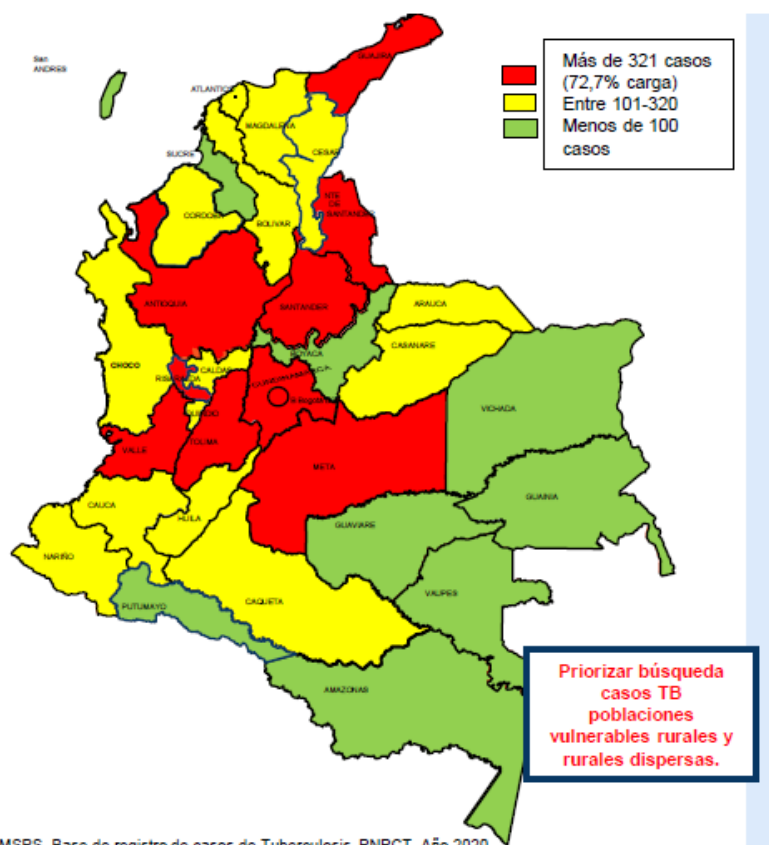 San
ANDRES
GUAJIRA
ATLANTICO
MAGDALENA
CESAR
SUCRE
CORDOBA
BOLIVAR
NTE
DE
SANTANDER
ANTIOQUIA
SANTANDER
ARAUCA
BOYACA
CASANARE
CHOCO
CALDAS
RISARALDA
CUNDINAMARCA
VICHADA
VALLE
TOLIMA
META
GUAINIA
CAUCA
HUILA
GUAVIARE
NARIÑO
VAUPES
CAQUETA
PUTUMAYO
AMAZONAS
Más de 321 casos
(72,7% carga)
Entre 101-320
Menos de 100
casos
Priorizar búsqueda
casos TB
poblaciones
vulnerables rurales y
rurales dispersas.
MSPS. Base de registro de casos de Tuberculosis. PNPCT. Año 2020